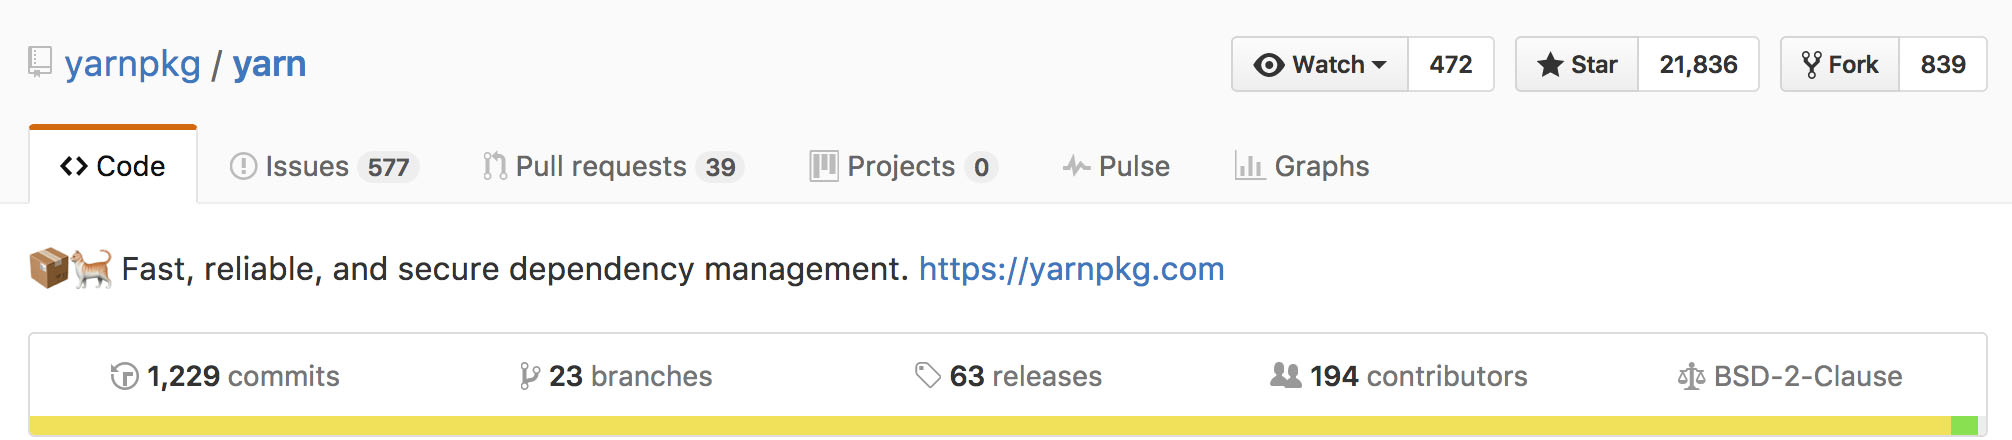 yarnpkg / yarn Watch 472 Star 21,836 Fork 839
Code Issues 577 Pull requests 39 Projects 0 Pulse Graphs
📦🐈 Fast, reliable, and secure dependency management. https://yarnpkg.com
1,229 commits 23 branches 63 releases 194 contributors BSD-2-Clause